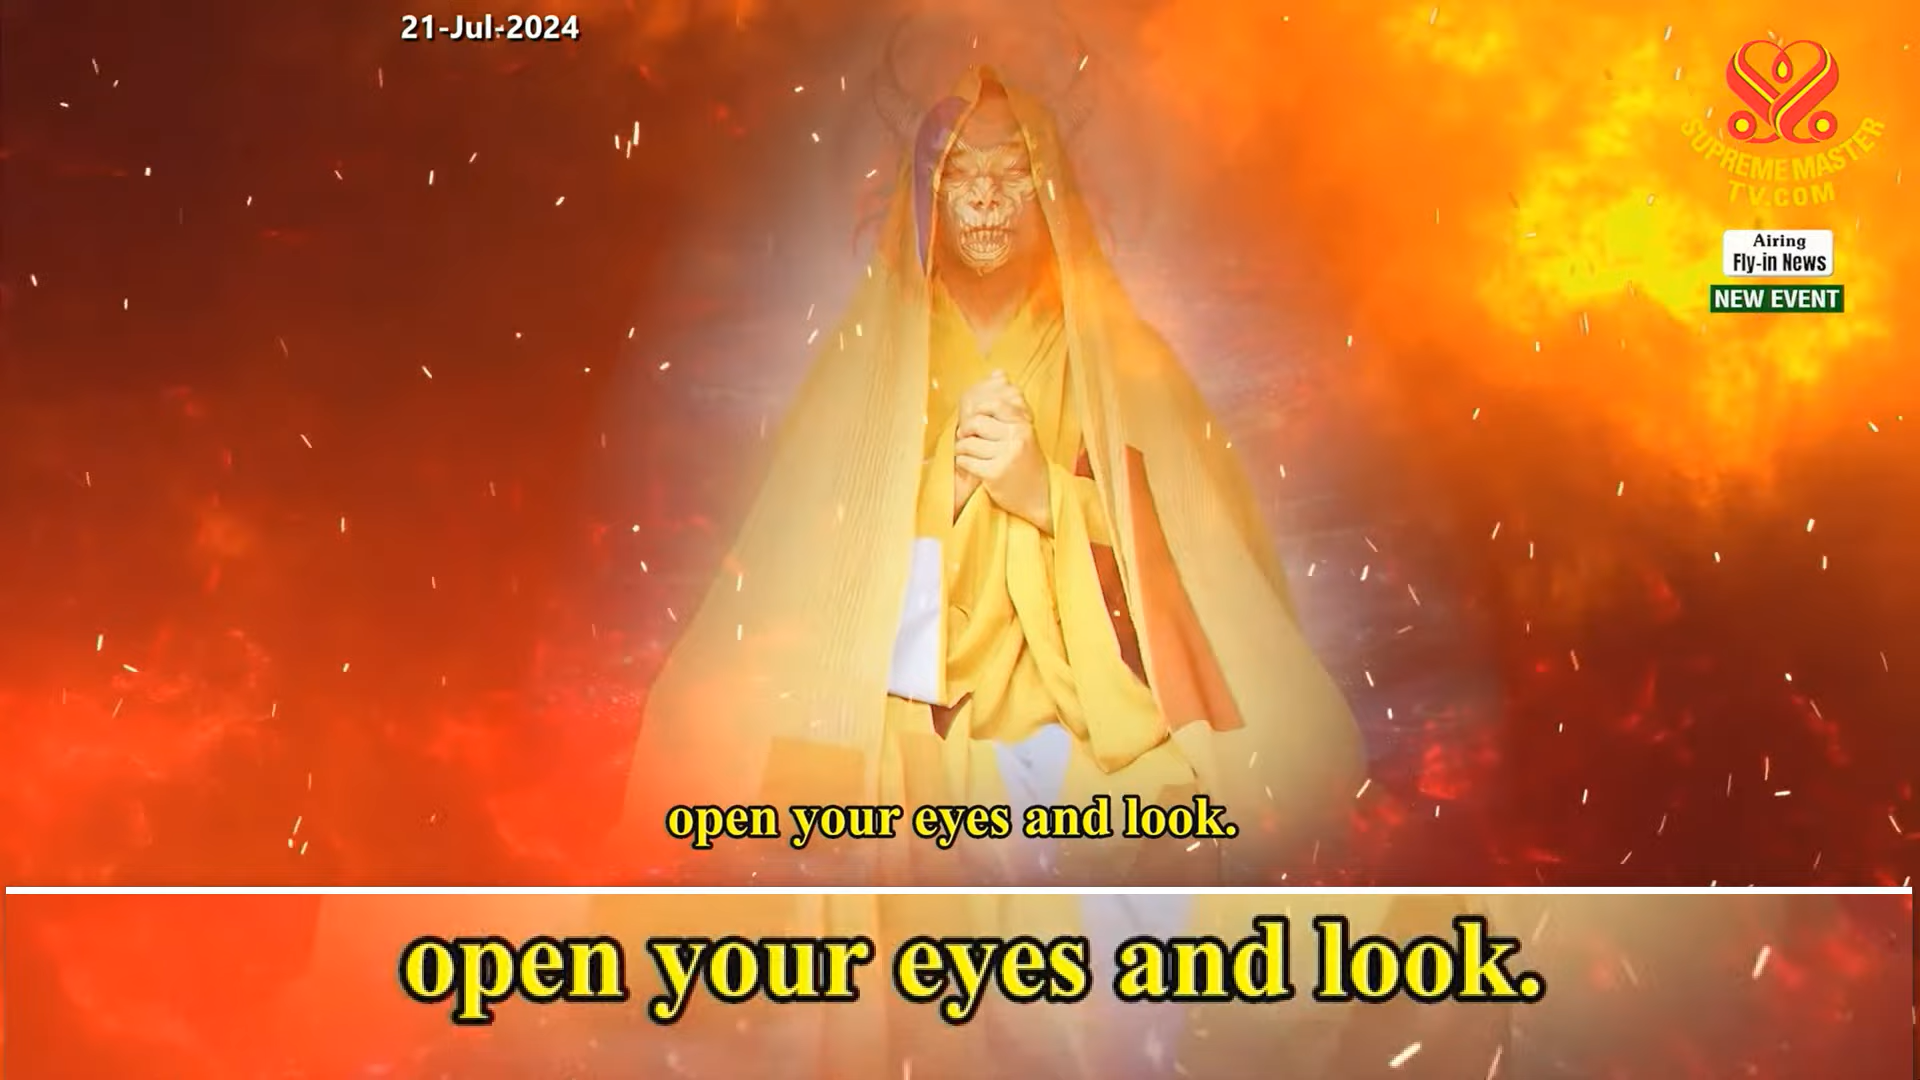 21-Jul-2024
SUPREME MASTER
TV.COM
Airing
Fly-in News
NEW EVENT
open your eyes and look.
open your eyes and look.